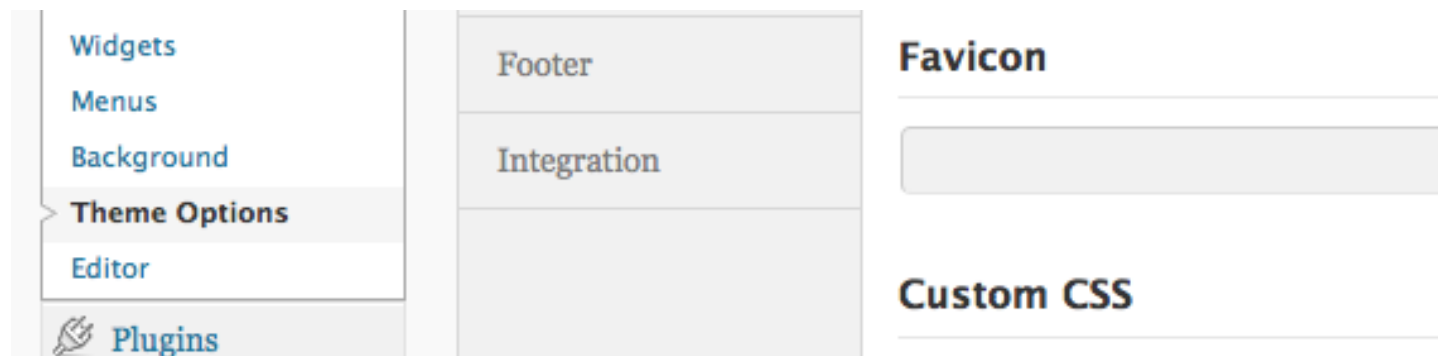 Widgets
Menus
Background
Theme Options
Editor
Plugins
Footer
Integration
Favicon
Custom CSS